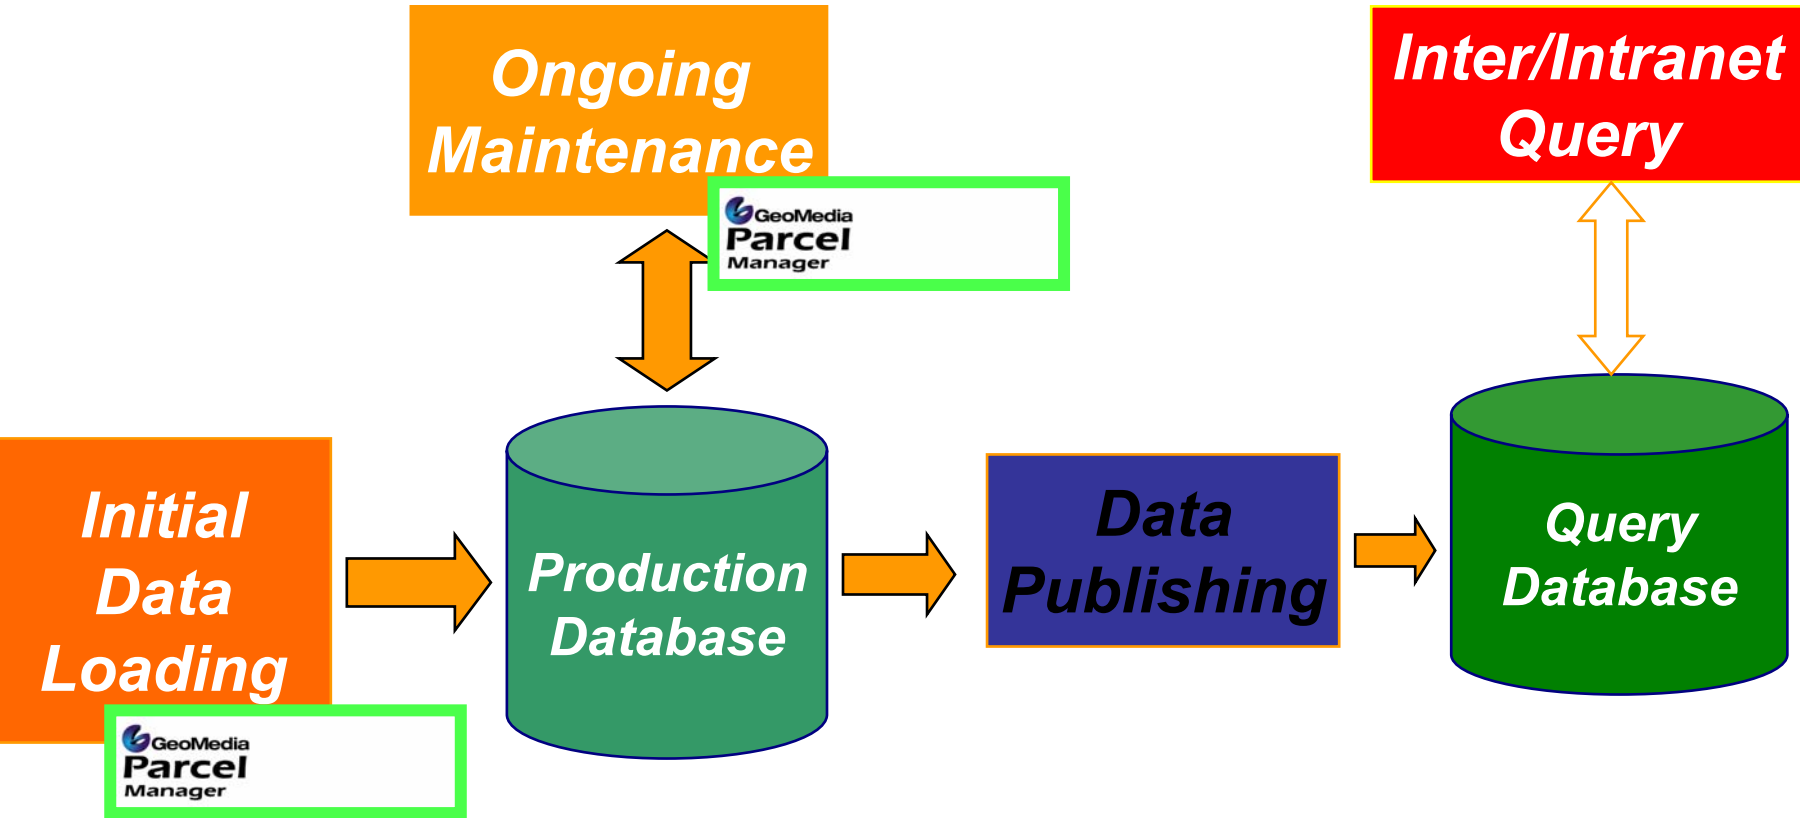 Ongoing
Maintenance
GeoMedia
Parcel
Manager
Inter/Intranet
Query
Initial
Data
Loading
GeoMedia
Parcel
Manager
Production
Database
Data
Publishing
Query
Database